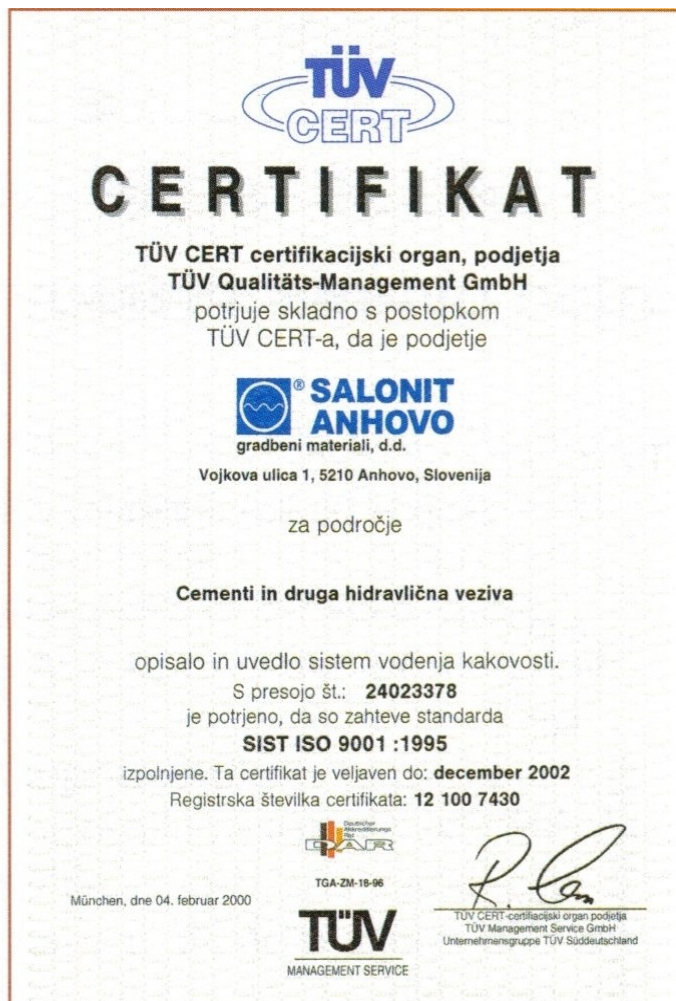 TÜV
CERT
CERTIFIKAT
TÜV CERT certifikacijski organ, podjetja
TÜV Qualitäts-Management GmbH
potrjuje skladno s postopkom
TÜV CERT-a, da je podjetje
® SALONIT
ANHOVO
gradbeni materiali, d.d.
Vojkova ulica 1, 5210 Anhovo, Slovenija
za področje
Cementi in druga hidravlična veziva
opisalo in uvedlo sistem vodenja kakovosti.
S presojo št.: 24023378
je potrjeno, da so zahteve standarda
SIST ISO 9001 :1995
izpolnjene. Ta certifikat je veljaven do: december 2002
Registrska številka certifikata: 12 100 7430
Deutscher
Akkreditierungs
Rat
DAR
TGA-ZM-18-96
München, dne 04. februar 2000
TÜV
MANAGEMENT SERVICE
TÜV CERT-certifiacijski organ podjetja
TÜV Management Service GmbH
Unternehmensgruppe TÜV Süddeutschland